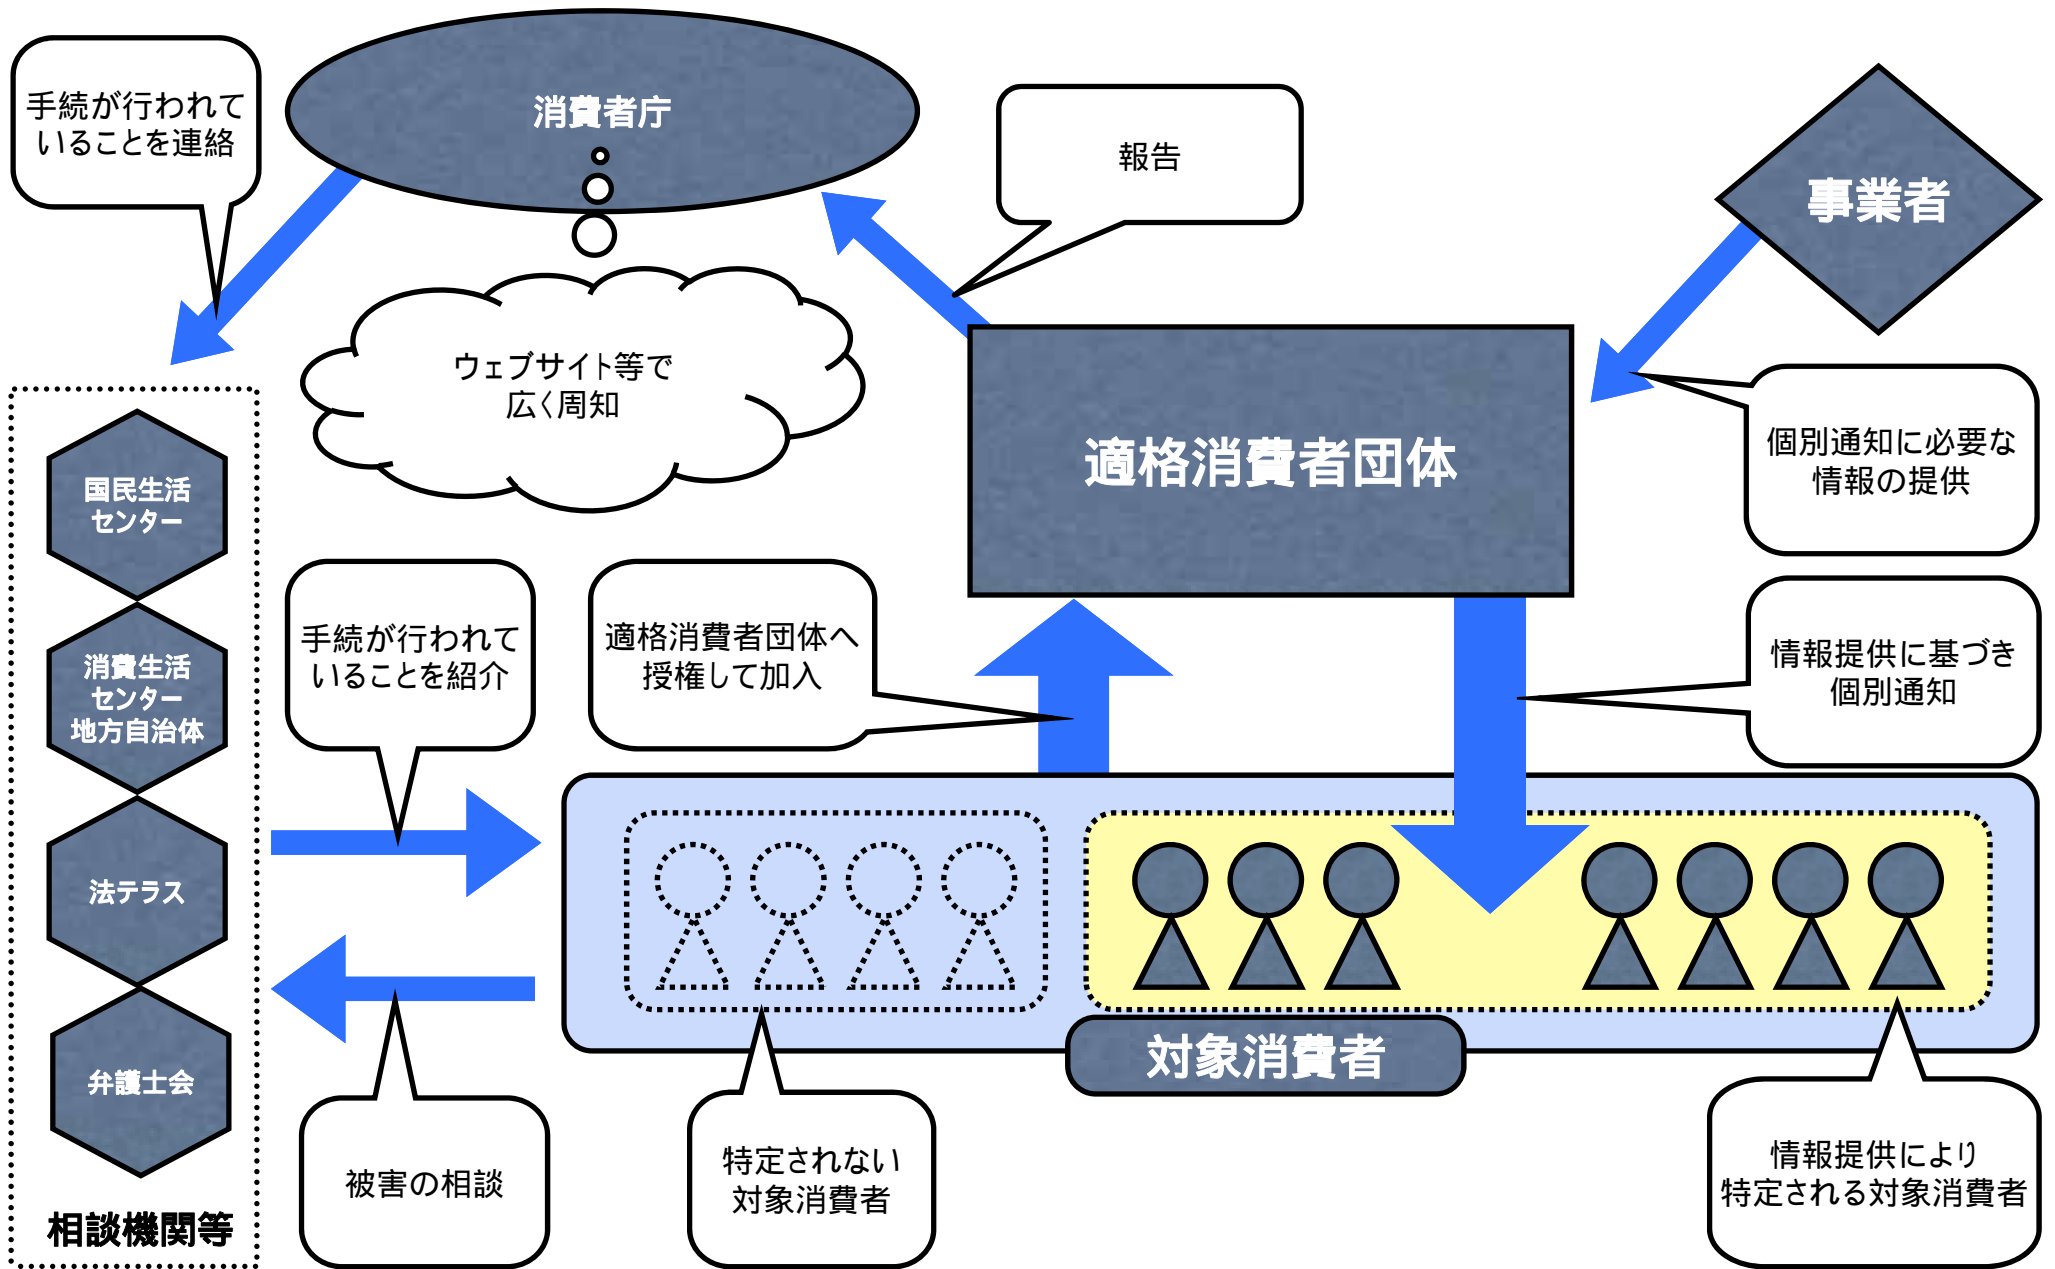 手続が行われて
いることを連絡
消費者庁
報告
事業者
ウェブサイト等で
広く周知
適格消費者団体
個別通知に必要な
情報の提供
国民生活
センター
消費生活
センター
地方自治体
法テラス
弁護士会
相談機関等
手続が行われて
いることを紹介
適格消費者団体へ
授権して加入
情報提供に基づき
個別通知
対象消費者
被害の相談
特定されない
対象消費者
情報提供により
特定される対象消費者